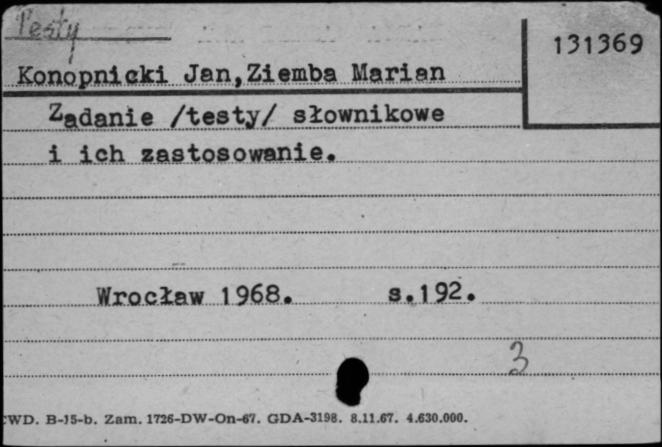 Testy
131369
Konopnicki Jan,Ziemba Marian
Zadanie /testy/ słownikowe
i ich zastosowanie.
Wrocław 1968. s.192.
3
WD. B-15-b. Zam. 1726-DW-On-67. GDA-3198. 8.11.67. 4.630.000.